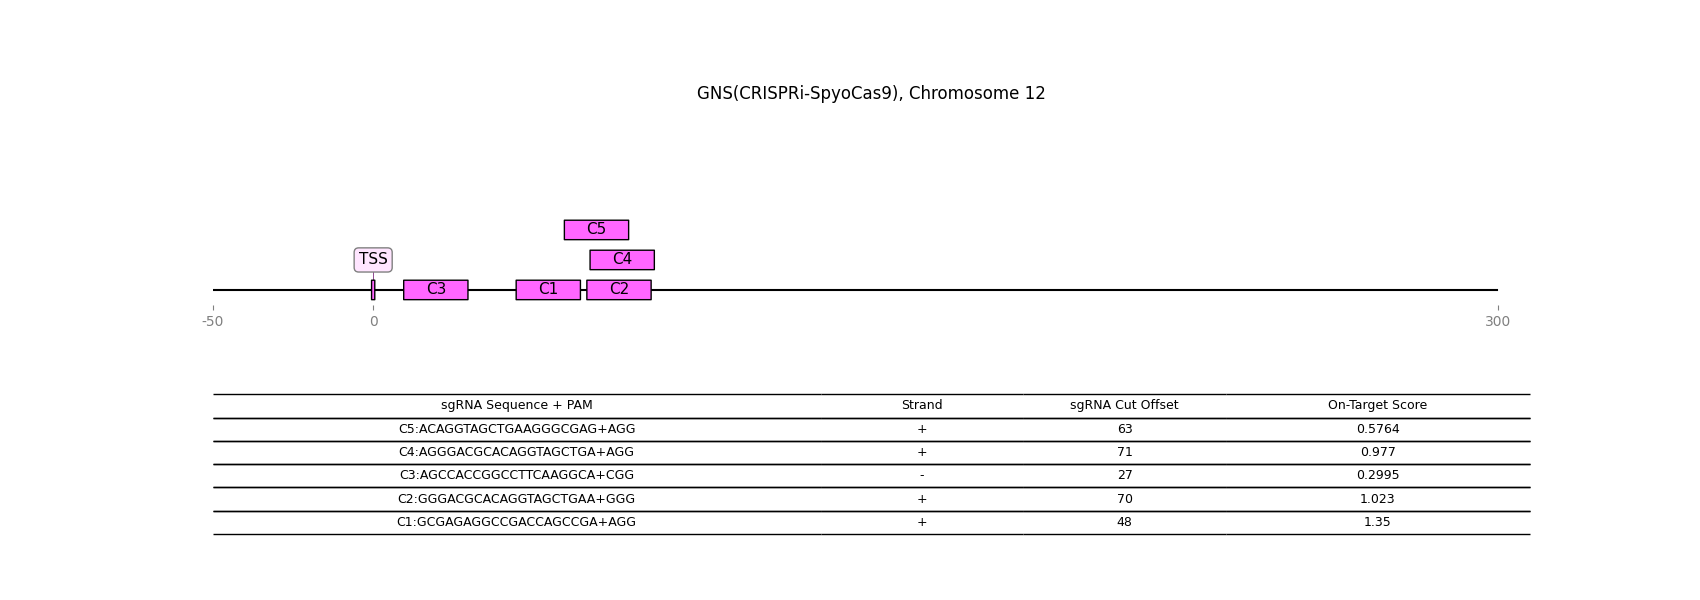 GNS(CRISPRi-SpyoCas9), Chromosome 12
C5
TSS C4
C3 C1 C2
-50 0 300
sgRNA Sequence + PAM Strand sgRNA Cut Offset On-Target Score
C5:ACAGGTAGCTGAAGGGCGAG+AGG + 63 0.5764
C4:AGGGACGCACAGGTAGCTGA+AGG + 71 0.977
C3:AGCCACCGGCCTTCAAGGCA+CGG - 27 0.2995
C2:GGGACGCACAGGTAGCTGAA+GGG + 70 1.023
C1:GCGAGAGGCCGACCAGCCGA+AGG + 48 1.35